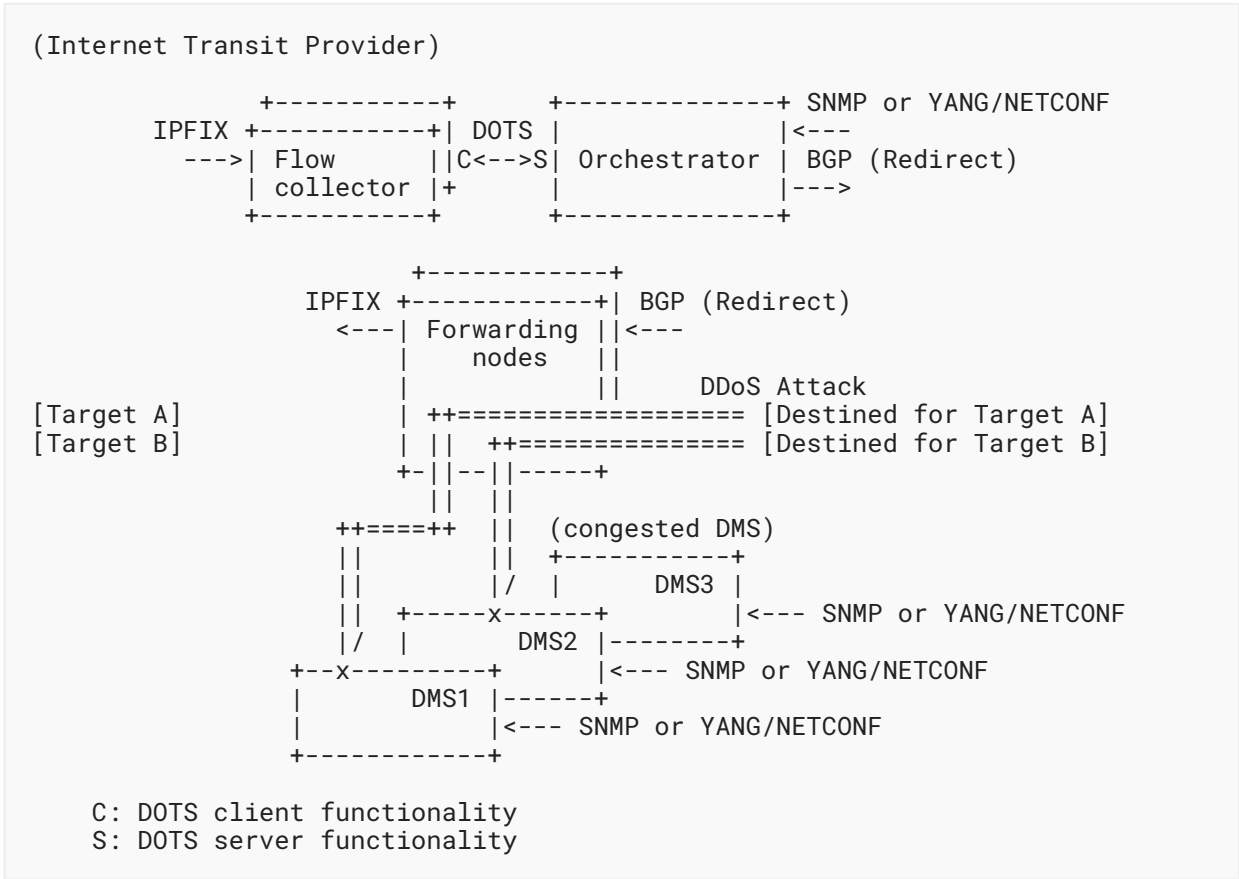 (Internet Transit Provider)
SNMP or YANG/NETCONF
IPFIX DOTS <---
---> Flow C<-->S Orchestrator BGP (Redirect)
collector --->
IPFIX BGP (Redirect)
<--- Forwarding <---
nodes
DDoS Attack
[Target A] [Destined for Target A]
[Target B] [Destined for Target B]
(congested DMS)
DMS3
x <--- SNMP or YANG/NETCONF
DMS2
x <--- SNMP or YANG/NETCONF
DMS1
<--- SNMP or YANG/NETCONF
C: DOTS client functionality
S: DOTS server functionality